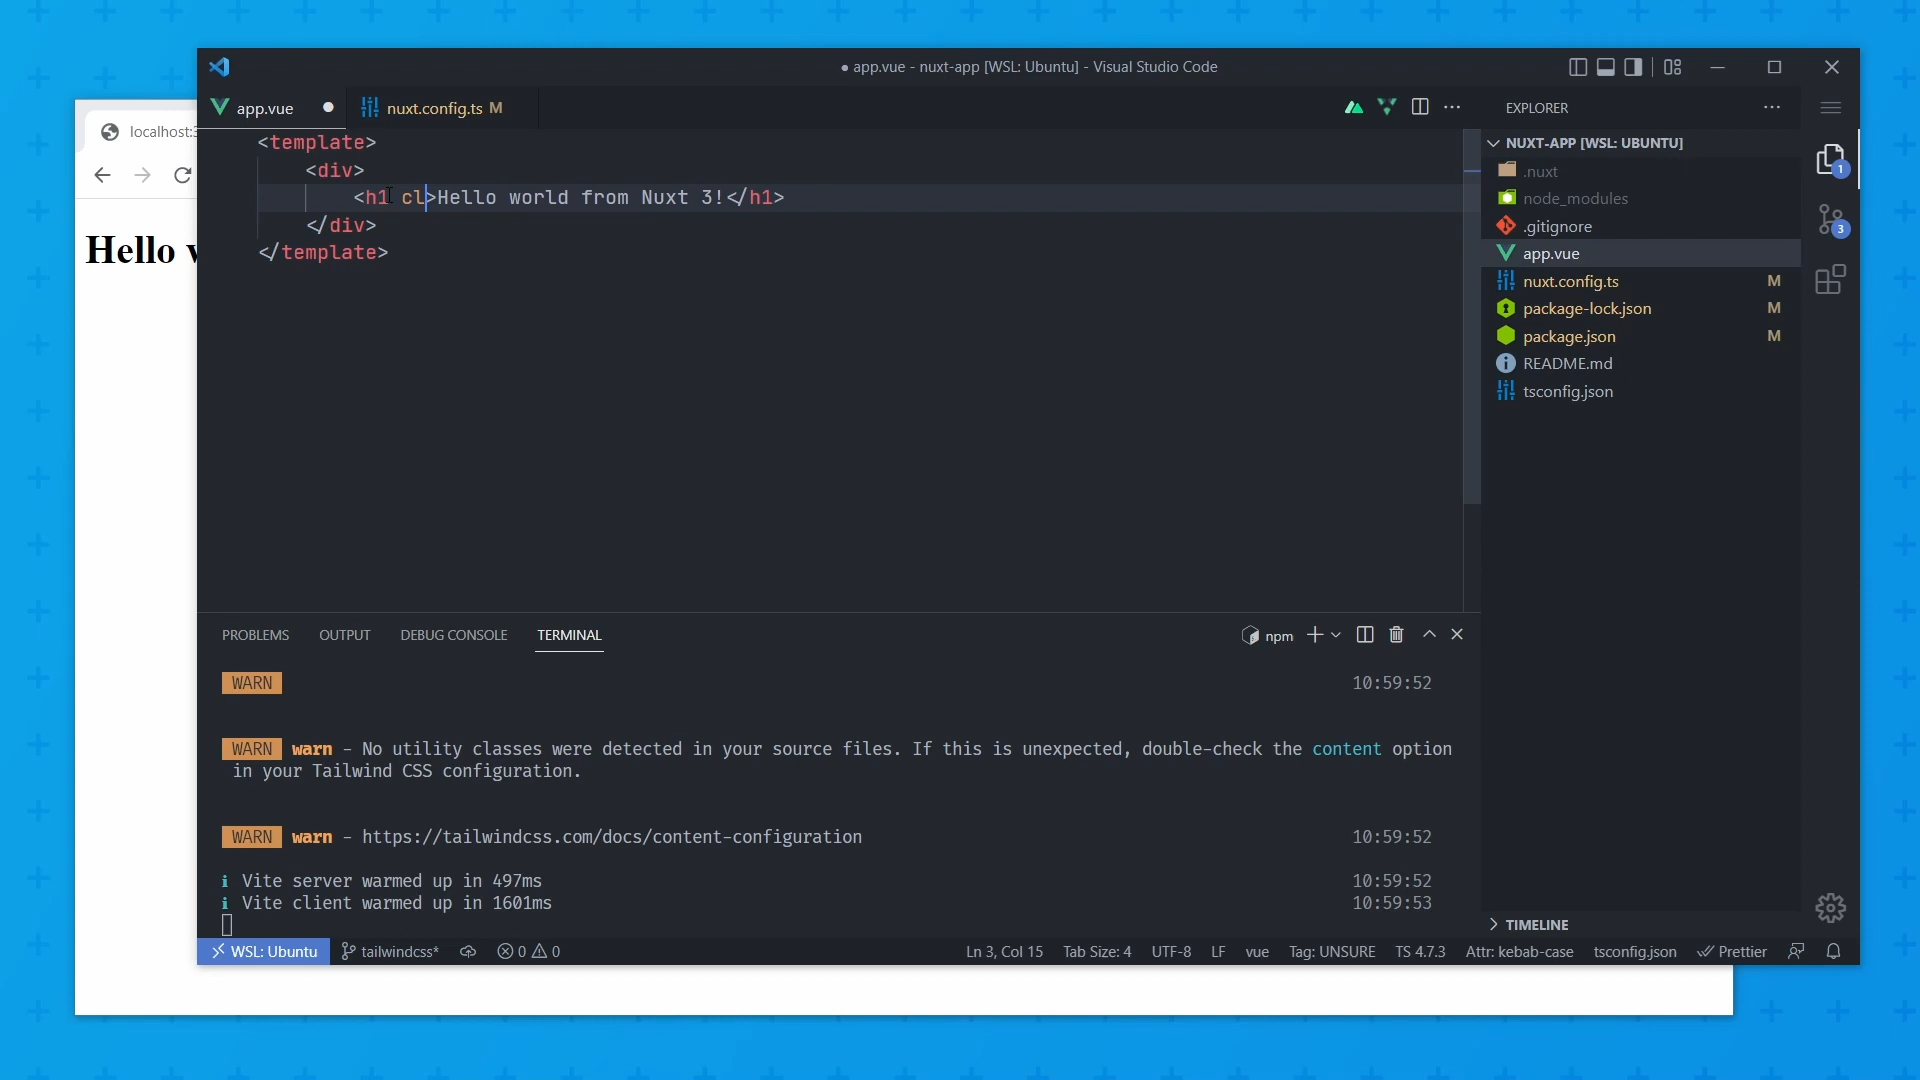 ● app.vue - nuxt-app [WSL: Ubuntu] - Visual Studio Code
app.vue ●
nuxt.config.ts M
EXPLORER
localhost:3
Hello w
<template>
<div>
<h1 cl>Hello world from Nuxt 3!</h1>
</div>
</template>
NUXT-APP [WSL: UBUNTU]
.nuxt
node_modules
.gitignore
app.vue
nuxt.config.ts M
package-lock.json M
package.json M
README.md
tsconfig.json
1
3
TIMELINE
PROBLEMS OUTPUT DEBUG CONSOLE TERMINAL
npm
WARN 10:59:52
WARN warn - No utility classes were detected in your source files. If this is unexpected, double-check the content option
in your Tailwind CSS configuration.
WARN warn - https://tailwindcss.com/docs/content-configuration 10:59:52
i Vite server warmed up in 497ms 10:59:52
i Vite client warmed up in 1601ms 10:59:53
WSL: Ubuntu tailwindcss* 0 0 Ln 3, Col 15 Tab Size: 4 UTF-8 LF vue Tag: UNSURE TS 4.7.3 Attr: kebab-case tsconfig.json Prettier